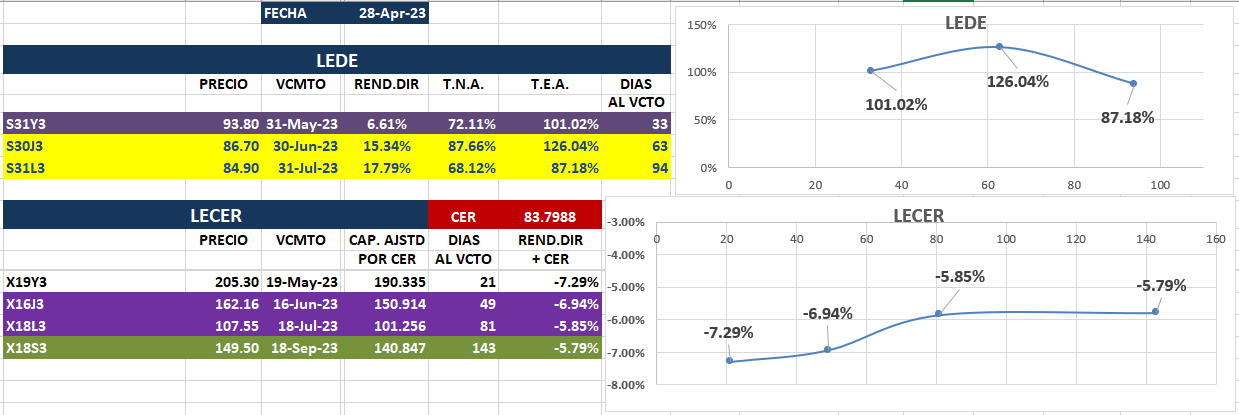 FECHA 28-Apr-23
LEDE
PRECIO VCMTO REND.DIR T.N.A. T.E.A. DIAS
AL VCTO
S31Y3 93.80 31-May-23 6.61% 72.11% 101.02% 33
S30J3 86.70 30-Jun-23 15.34% 87.66% 126.04% 63
S31L3 84.90 31-Jul-23 17.79% 68.12% 87.18% 94
LECER CER 83.7988
PRECIO VCMTO CAP. AJSTD DIAS REND.DIR
POR CER AL VCTO + CER
X19Y3 205.30 19-May-23 190.335 21 -7.29%
X16J3 162.16 16-Jun-23 150.914 49 -6.94%
X18L3 107.55 18-Jul-23 101.256 81 -5.85%
X18S3 149.50 18-Sep-23 140.847 143 -5.79%
LEDE
150%
100%
50%
0%
101.02%
126.04%
87.18%
0 20 40 60 80 100
LECER
-3.00%
0 20 40 60 80 100 120 140 160
-4.00%
-5.00%
-6.00%
-7.00%
-8.00%
-7.29%
-6.94%
-5.85%
-5.79%